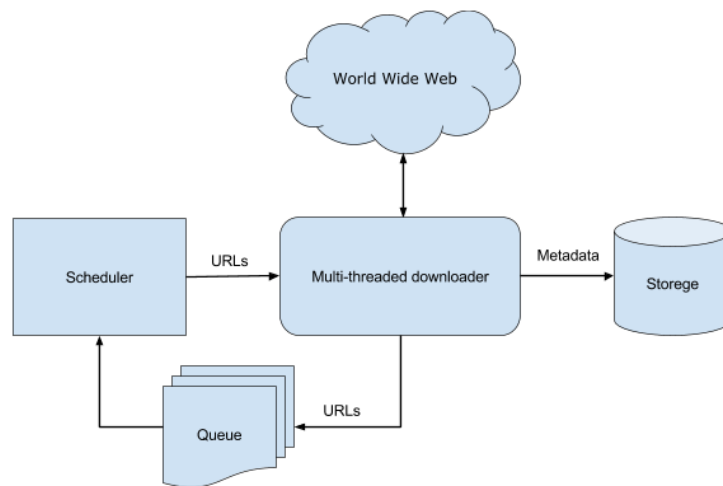 World Wide Web
Scheduler
URLs
Multi-threaded downloader
Metadata
Storege
Queue
URLs